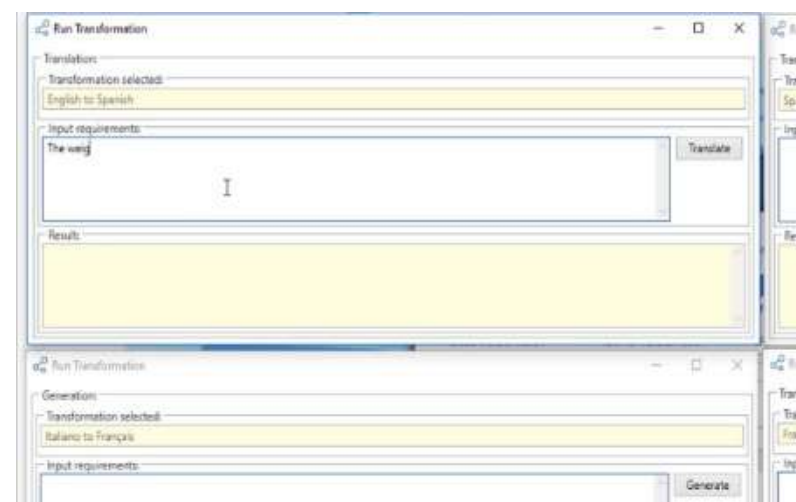 Run Transformation
Translation:
Transformation selected:
English to Spanish
Input requirements:
The weig
Translate
Result:
Run Transformation
Generation:
Transformation selected:
Italiano to Français
Input requirements:
Generate